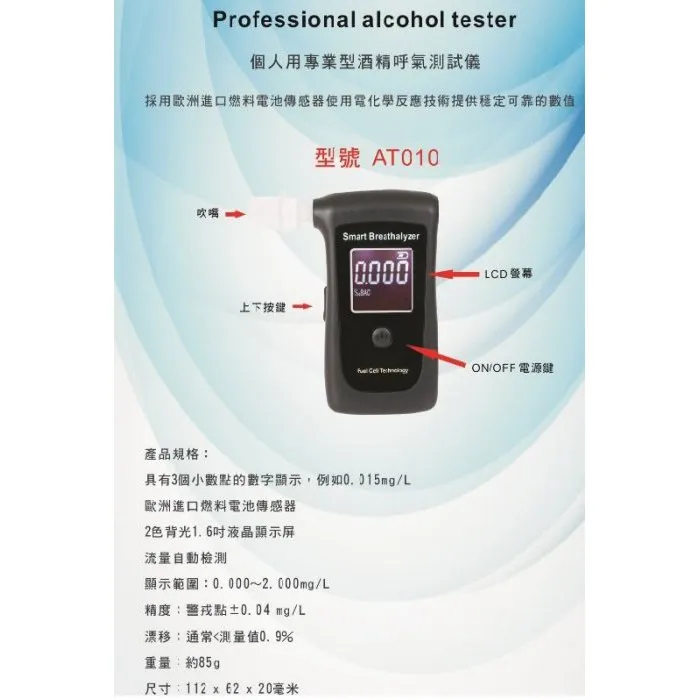 Professional alcohol tester
個人用專業型酒精呼氣測試儀
採用歐洲進口燃料電池傳感器使用電化學反應技術提供穩定可靠的數值
型號 AT010
吹嘴
Smart Breathalyzer
0.000
%BAC
LCD 螢幕
上下按鍵
ON/OFF 電源鍵
Fuel Cell Technology
產品規格：
具有3個小數點的數字顯示，例如0.015mg/L
歐洲進口燃料電池傳感器
2色背光1.6吋液晶顯示屏
流量自動檢測
顯示範圍：0.000～2.000mg/L
精度：警戎點±0.04 mg/L
漂移：通常<測量值0.9%
重量：約85g
尺寸：112 x 62 x 20毫米